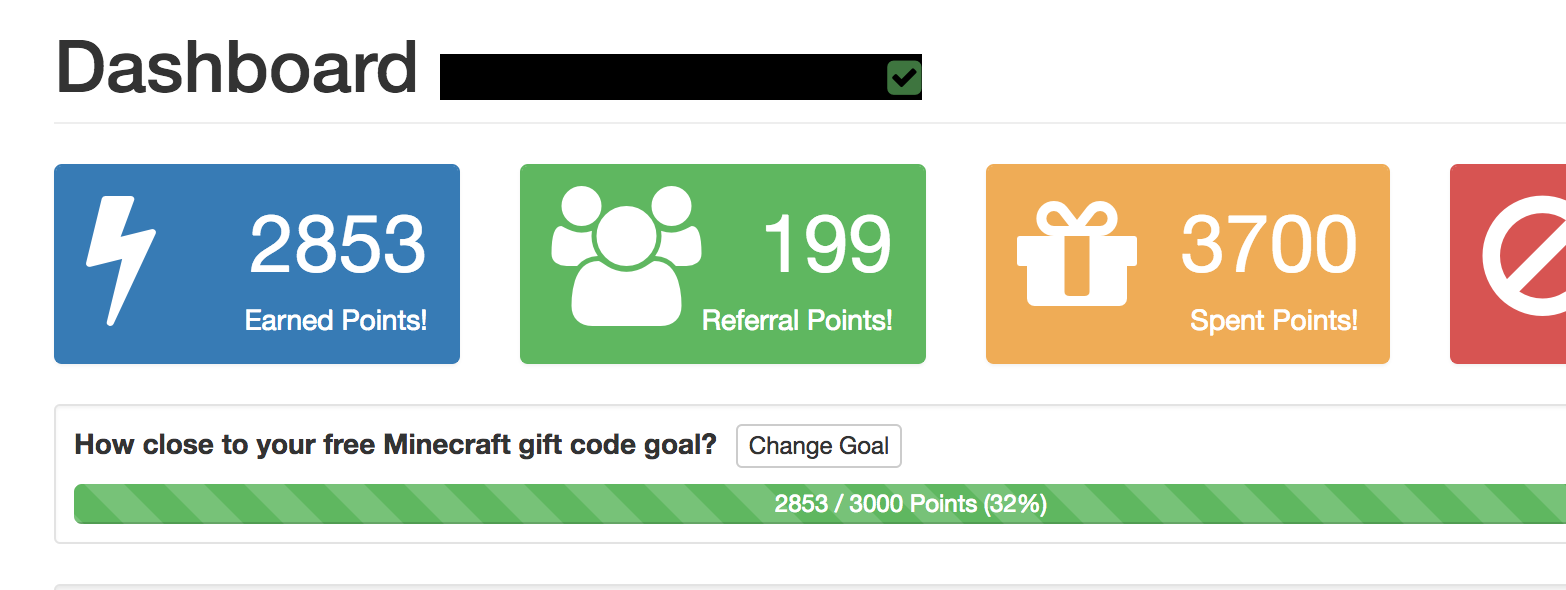 Dashboard
2853
Earned Points!
199
Referral Points!
3700
Spent Points!
How close to your free Minecraft gift code goal?
Change Goal
2853 / 3000 Points (32%)